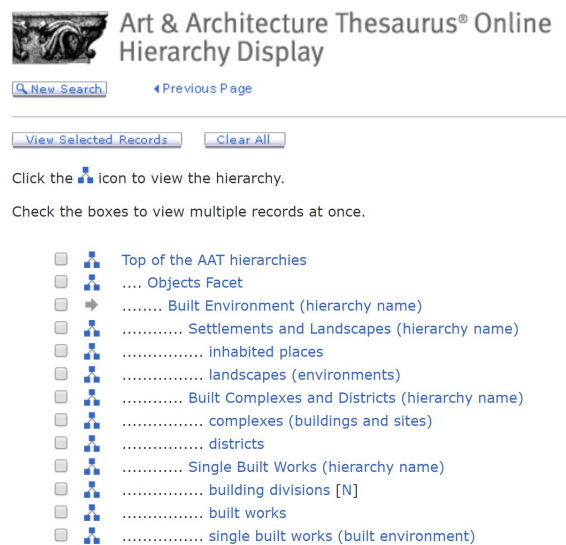 Art & Architecture Thesaurus® Online
Hierarchy Display
New Search
Previous Page
View Selected Records
Clear All
Click the icon to view the hierarchy.
Check the boxes to view multiple records at once.
Top of the AAT hierarchies
.... Objects Facet
........ Built Environment (hierarchy name)
............ Settlements and Landscapes (hierarchy name)
................ inhabited places
................ landscapes (environments)
............ Built Complexes and Districts (hierarchy name)
................ complexes (buildings and sites)
................ districts
............ Single Built Works (hierarchy name)
................ building divisions [N]
................ built works
................ single built works (built environment)